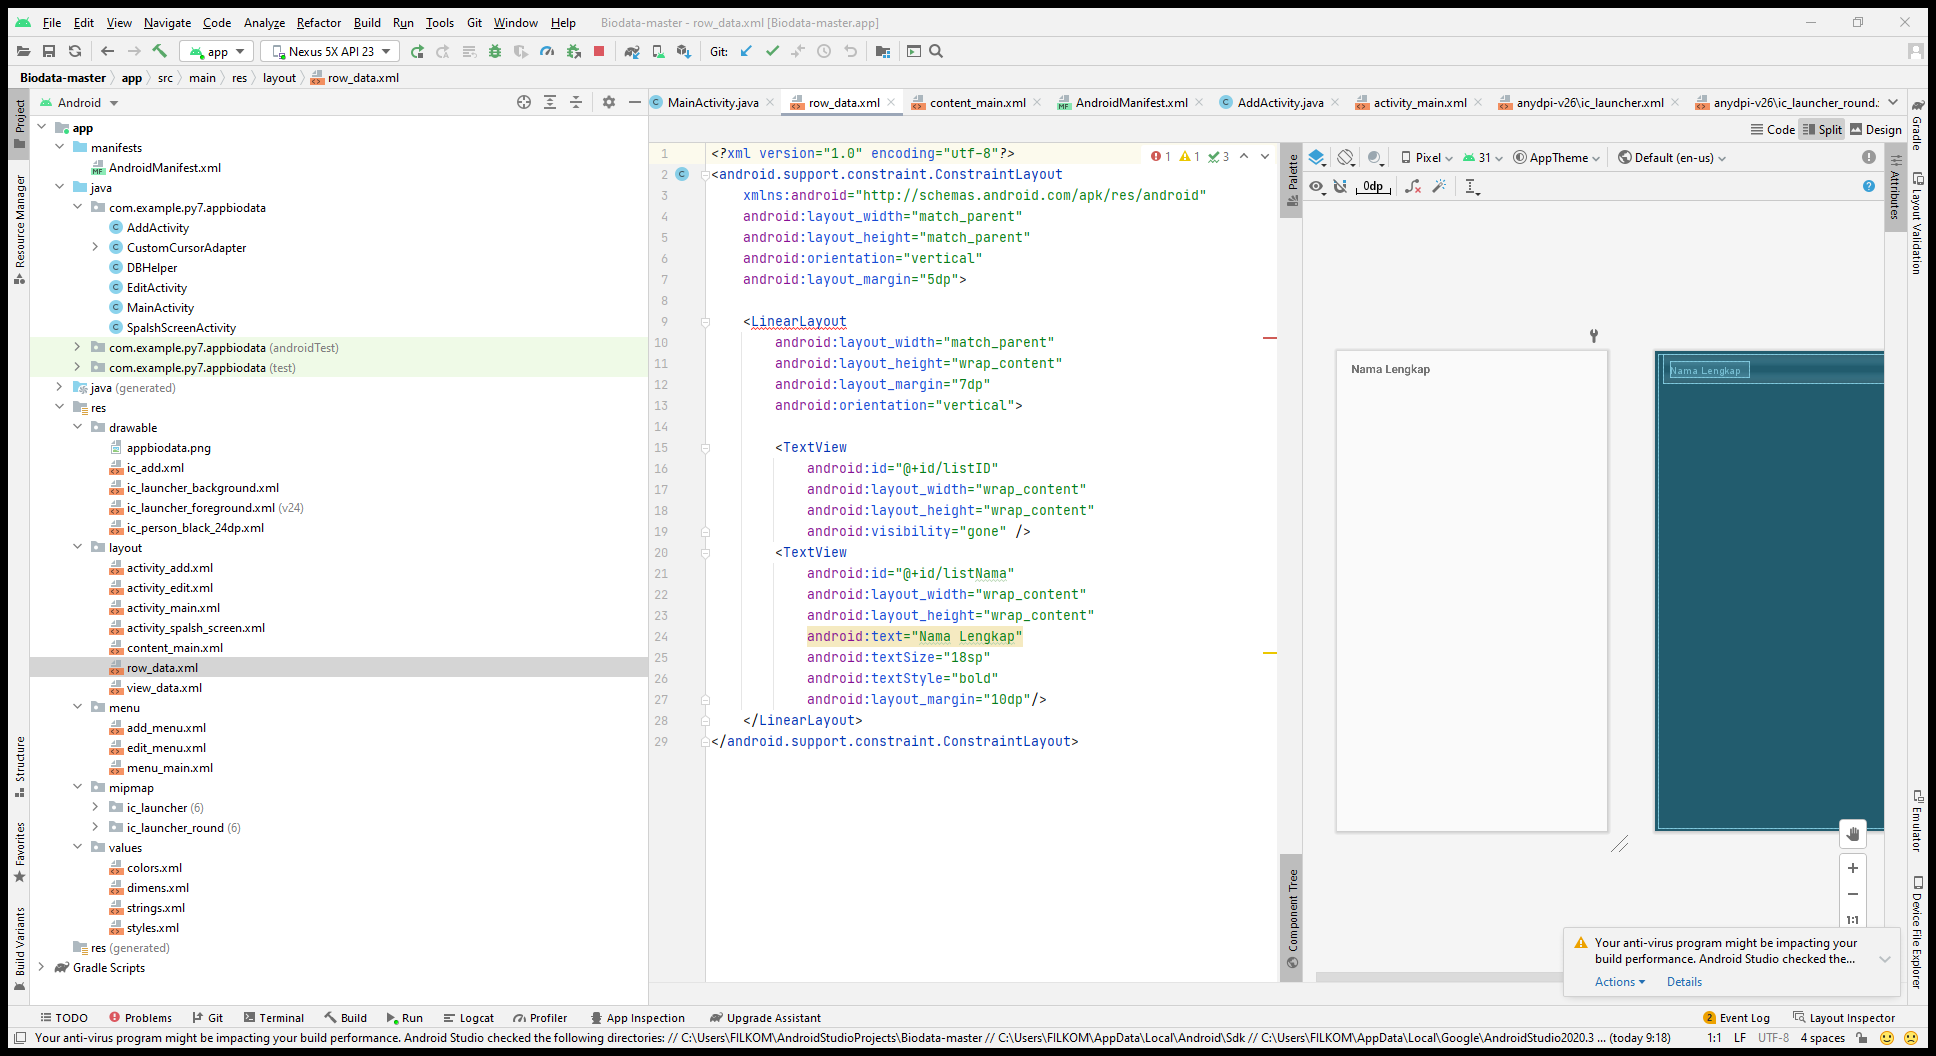 File Edit View Navigate Code Analyze Refactor Build Run Tools Git Window Help Biodata-master - row_data.xml [Biodata-master.app]
app Nexus 5X API 23 Git:
Biodata-master app src main res layout row_data.xml
Project
Resource Manager
Structure
Favorites
Build Variants
Android
app
manifests
AndroidManifest.xml
java
com.example.py7.appbiodata
AddActivity
CustomCursorAdapter
DBHelper
EditActivity
MainActivity
SpalshScreenActivity
com.example.py7.appbiodata (androidTest)
com.example.py7.appbiodata (test)
java (generated)
res
drawable
appbiodata.png
ic_add.xml
ic_launcher_background.xml
ic_launcher_foreground.xml (v24)
ic_person_black_24dp.xml
layout
activity_add.xml
activity_edit.xml
activity_main.xml
activity_spalsh_screen.xml
content_main.xml
row_data.xml
view_data.xml
menu
add_menu.xml
edit_menu.xml
menu_main.xml
mipmap
ic_launcher (6)
ic_launcher_round (6)
values
colors.xml
dimens.xml
strings.xml
styles.xml
res (generated)
Gradle Scripts
MainActivity.java row_data.xml content_main.xml AndroidManifest.xml AddActivity.java activity_main.xml anydpi-v26\ic_launcher.xml anydpi-v26\ic_launcher_round.
Code Split Design
1 1 3
1 <?xml version="1.0" encoding="utf-8"?>
2 <android.support.constraint.ConstraintLayout
3 xmlns:android="http://schemas.android.com/apk/res/android"
4 android:layout_width="match_parent"
5 android:layout_height="match_parent"
6 android:orientation="vertical"
7 android:layout_margin="5dp">
8
9 <LinearLayout
10 android:layout_width="match_parent"
11 android:layout_height="wrap_content"
12 android:layout_margin="7dp"
13 android:orientation="vertical">
14
15 <TextView
16 android:id="@+id/listID"
17 android:layout_width="wrap_content"
18 android:layout_height="wrap_content"
19 android:visibility="gone" />
20 <TextView
21 android:id="@+id/listNama"
22 android:layout_width="wrap_content"
23 android:layout_height="wrap_content"
24 android:text="Nama Lengkap"
25 android:textSize="18sp"
26 android:textStyle="bold"
27 android:layout_margin="10dp"/>
28 </LinearLayout>
29 </android.support.constraint.ConstraintLayout>
Palette
Component Tree
Pixel 31 AppTheme Default (en-us)
0dp
Nama Lengkap
Nama Lengkap
1:1
Attributes
Gradle
Layout Validation
Emulator
Device File Explorer
Your anti-virus program might be impacting your
build performance. Android Studio checked the...
Actions Details
TODO Problems Git Terminal Build Run Logcat Profiler App Inspection Upgrade Assistant 2 Event Log Layout Inspector
Your anti-virus program might be impacting your build performance. Android Studio checked the following directories: // C:\Users\FILKOM\AndroidStudioProjects\Biodata-master // C:\Users\FILKOM\AppData\Local\Android\Sdk // C:\Users\FILKOM\AppData\Local\Google\AndroidStudio2020.3 ... (today 9:18) 1:1 LF UTF-8 4 spaces